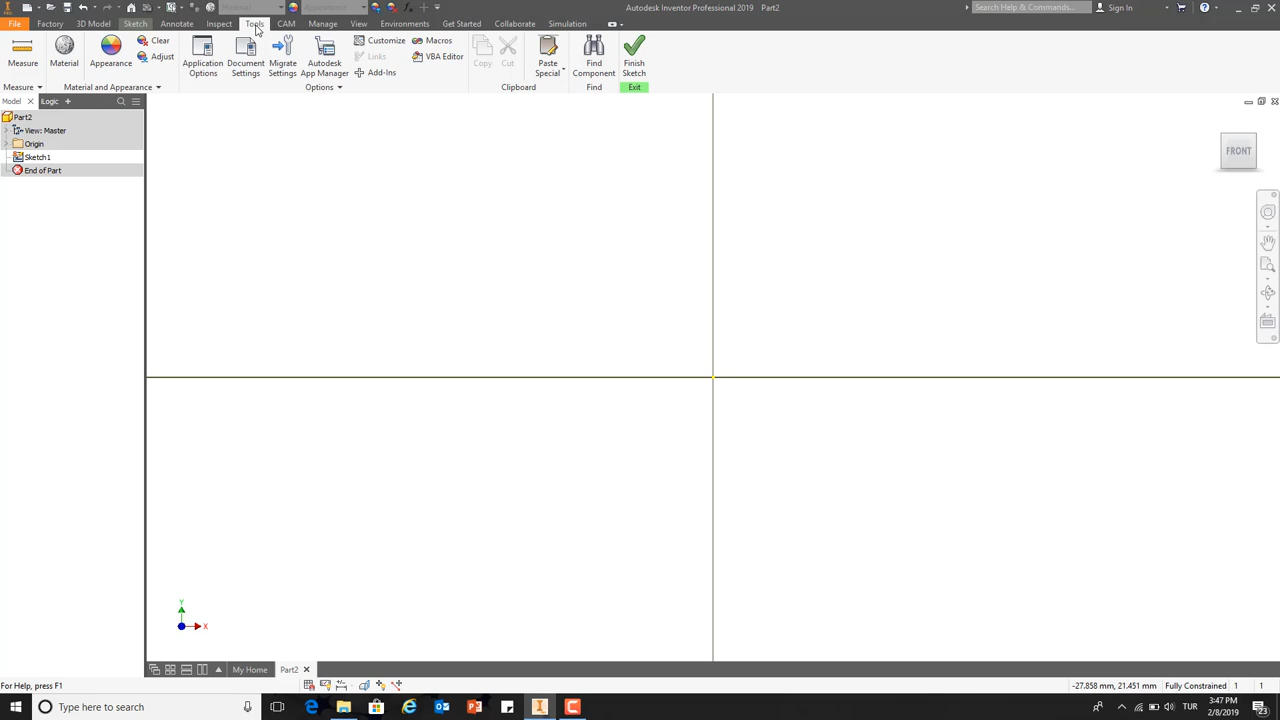 Material
Appearance
Autodesk Inventor Professional 2019 Part2
Search Help & Commands...
Sign In
File Factory 3D Model Sketch Annotate Inspect Tools CAM Manage View Environments Get Started Collaborate Simulation
Measure
Material
Appearance
Clear
Adjust
Application Options
Document Settings
Migrate Settings
Autodesk App Manager
Customize
Links
Add-Ins
Macros
VBA Editor
Copy
Cut
Paste Special
Find Component
Finish Sketch
Measure
Material and Appearance
Options
Clipboard
Find
Exit
Model
Logic
Part2
View: Master
Origin
Sketch1
End of Part
FRONT
Y
X
My Home
Part2
For Help, press F1
-27.858 mm, 21.451 mm
Fully Constrained
1
1
Type here to search
TUR
3:47 PM
2/8/2019